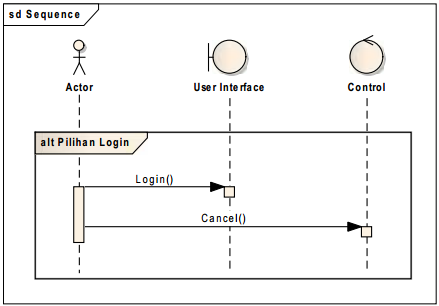 sd Sequence
Actor
User Interface
Control
alt Pilihan Login
Login()
Cancel()